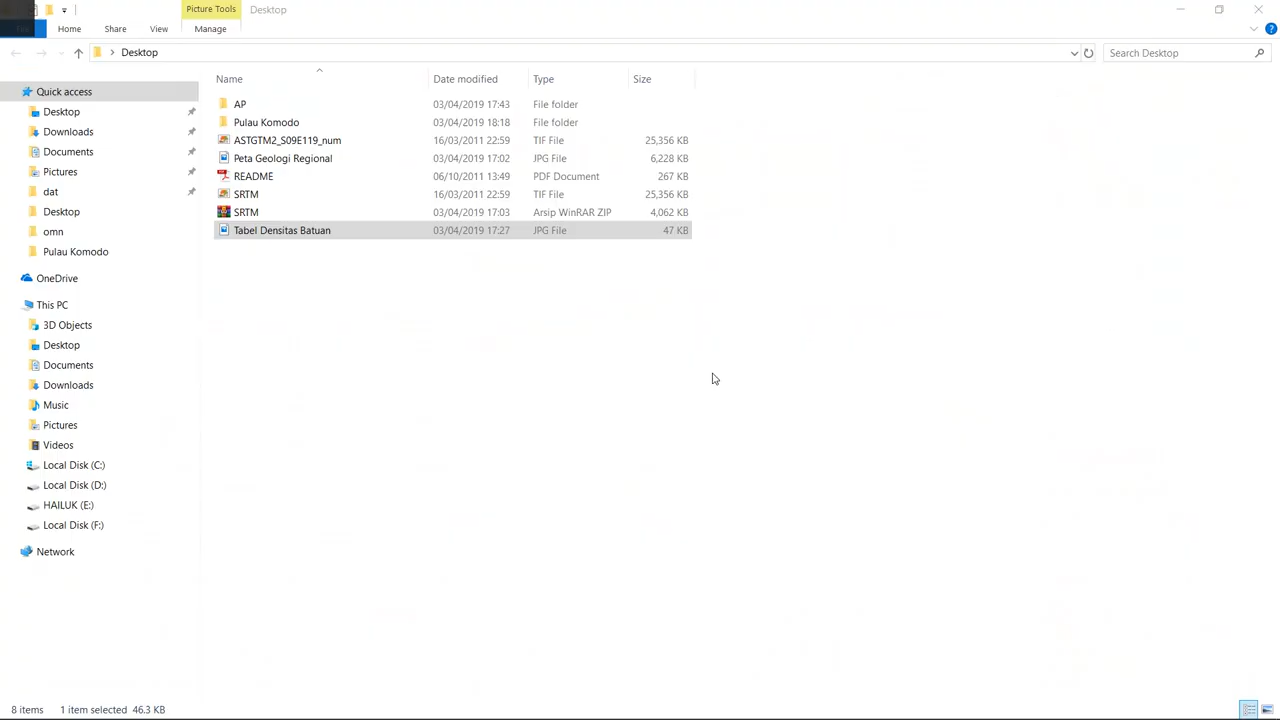 Picture Tools Desktop
File Home Share View Manage
Desktop Search Desktop
Name Date modified Type Size
Quick access
Desktop
Downloads
Documents
Pictures
dat
Desktop
omn
Pulau Komodo
OneDrive
This PC
3D Objects
Desktop
Documents
Downloads
Music
Pictures
Videos
Local Disk (C:)
Local Disk (D:)
HAILUK (E:)
Local Disk (F:)
Network
AP 03/04/2019 17:43 File folder
Pulau Komodo 03/04/2019 18:18 File folder
ASTGTM2_S09E119_num 16/03/2011 22:59 TIF File 25,356 KB
Peta Geologi Regional 03/04/2019 17:02 JPG File 6,228 KB
README 06/10/2011 13:49 PDF Document 267 KB
SRTM 16/03/2011 22:59 TIF File 25,356 KB
SRTM 03/04/2019 17:03 Arsip WinRAR ZIP 4,062 KB
Tabel Densitas Batuan 03/04/2019 17:27 JPG File 47 KB
8 items 1 item selected 46.3 KB